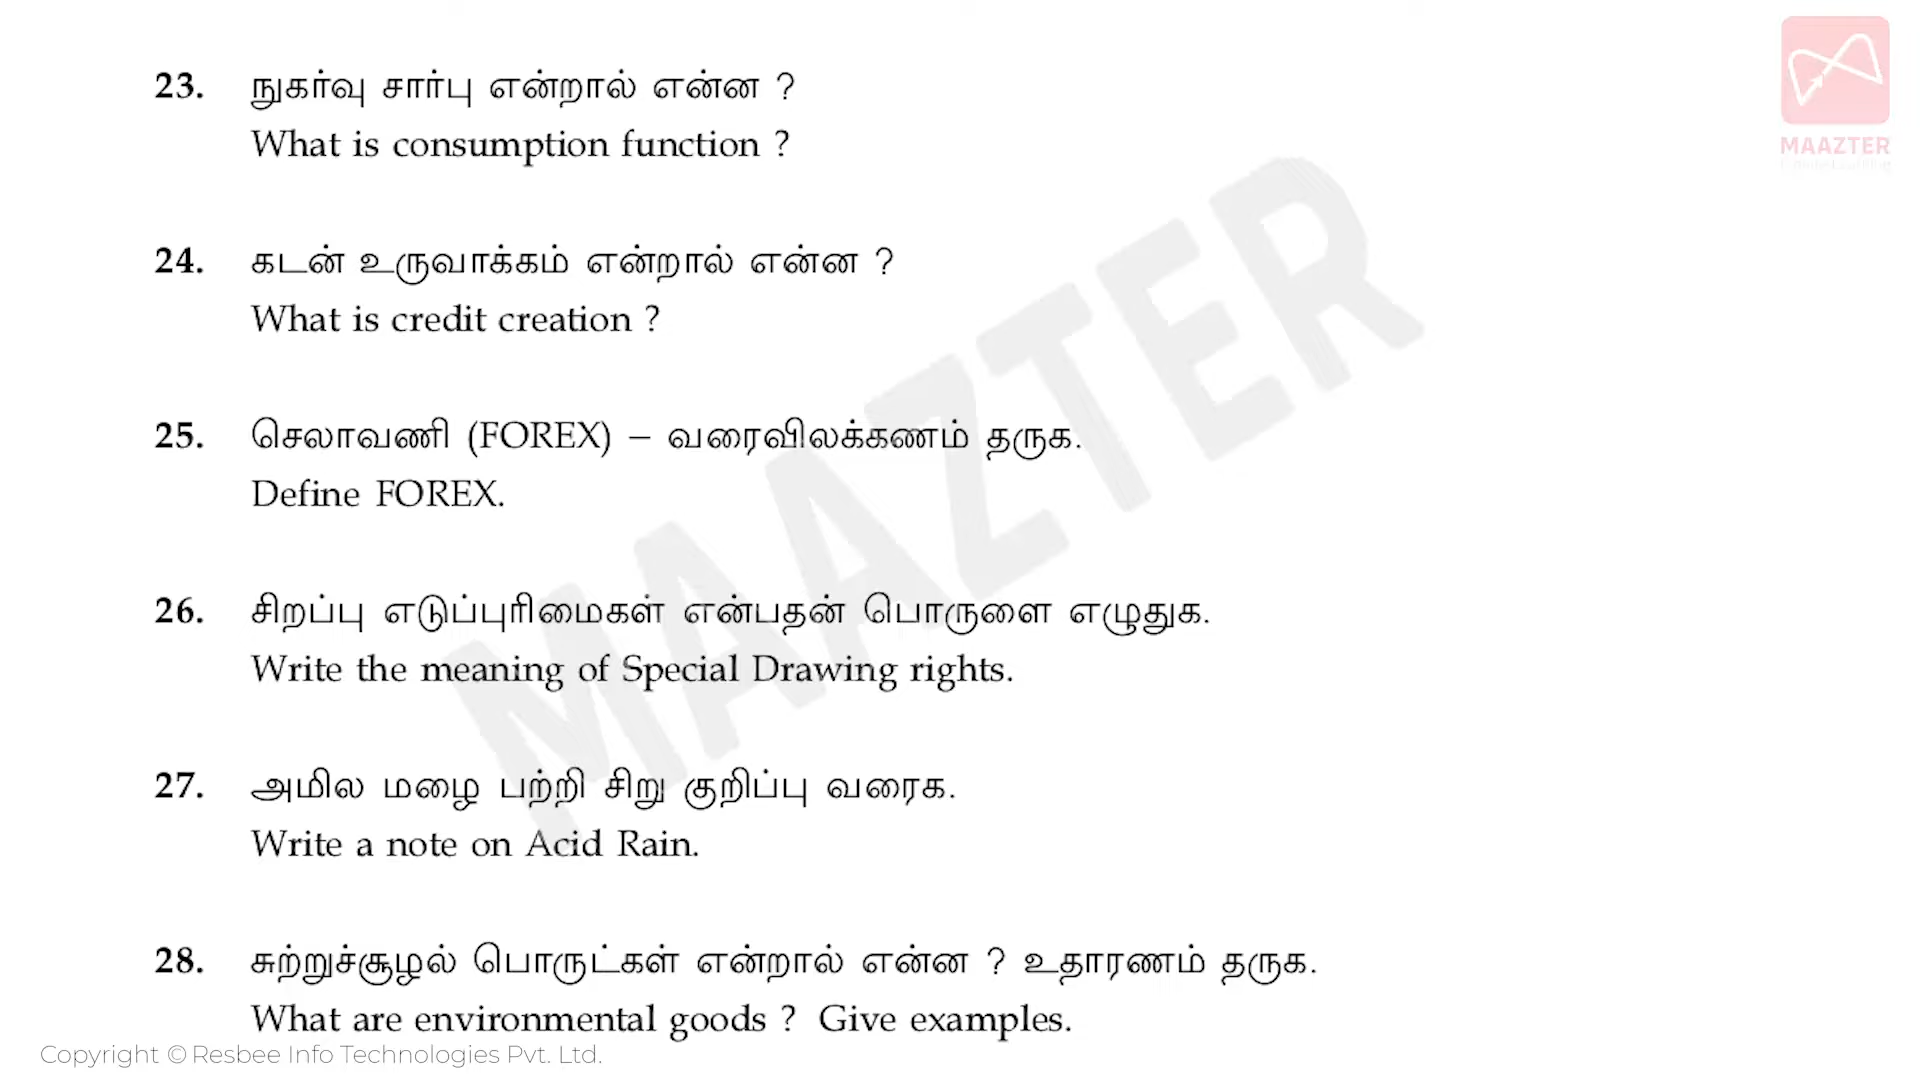 MAAZTER
23. நுகர்வு சார்பு என்றால் என்ன ?
What is consumption function ?
24. கடன் உருவாக்கம் என்றால் என்ன ?
What is credit creation ?
25. செலாவணி (FOREX) – வரைவிலக்கணம் தருக.
Define FOREX.
26. சிறப்பு எடுப்புரிமைகள் என்பதன் பொருளை எழுதுக.
Write the meaning of Special Drawing rights.
27. அமில மழை பற்றி சிறு குறிப்பு வரைக.
Write a note on Acid Rain.
28. சுற்றுச்சூழல் பொருட்கள் என்றால் என்ன ? உதாரணம் தருக.
What are environmental goods ? Give examples.
MAAZTER
Copyright © Resbee Info Technologies Pvt. Ltd.